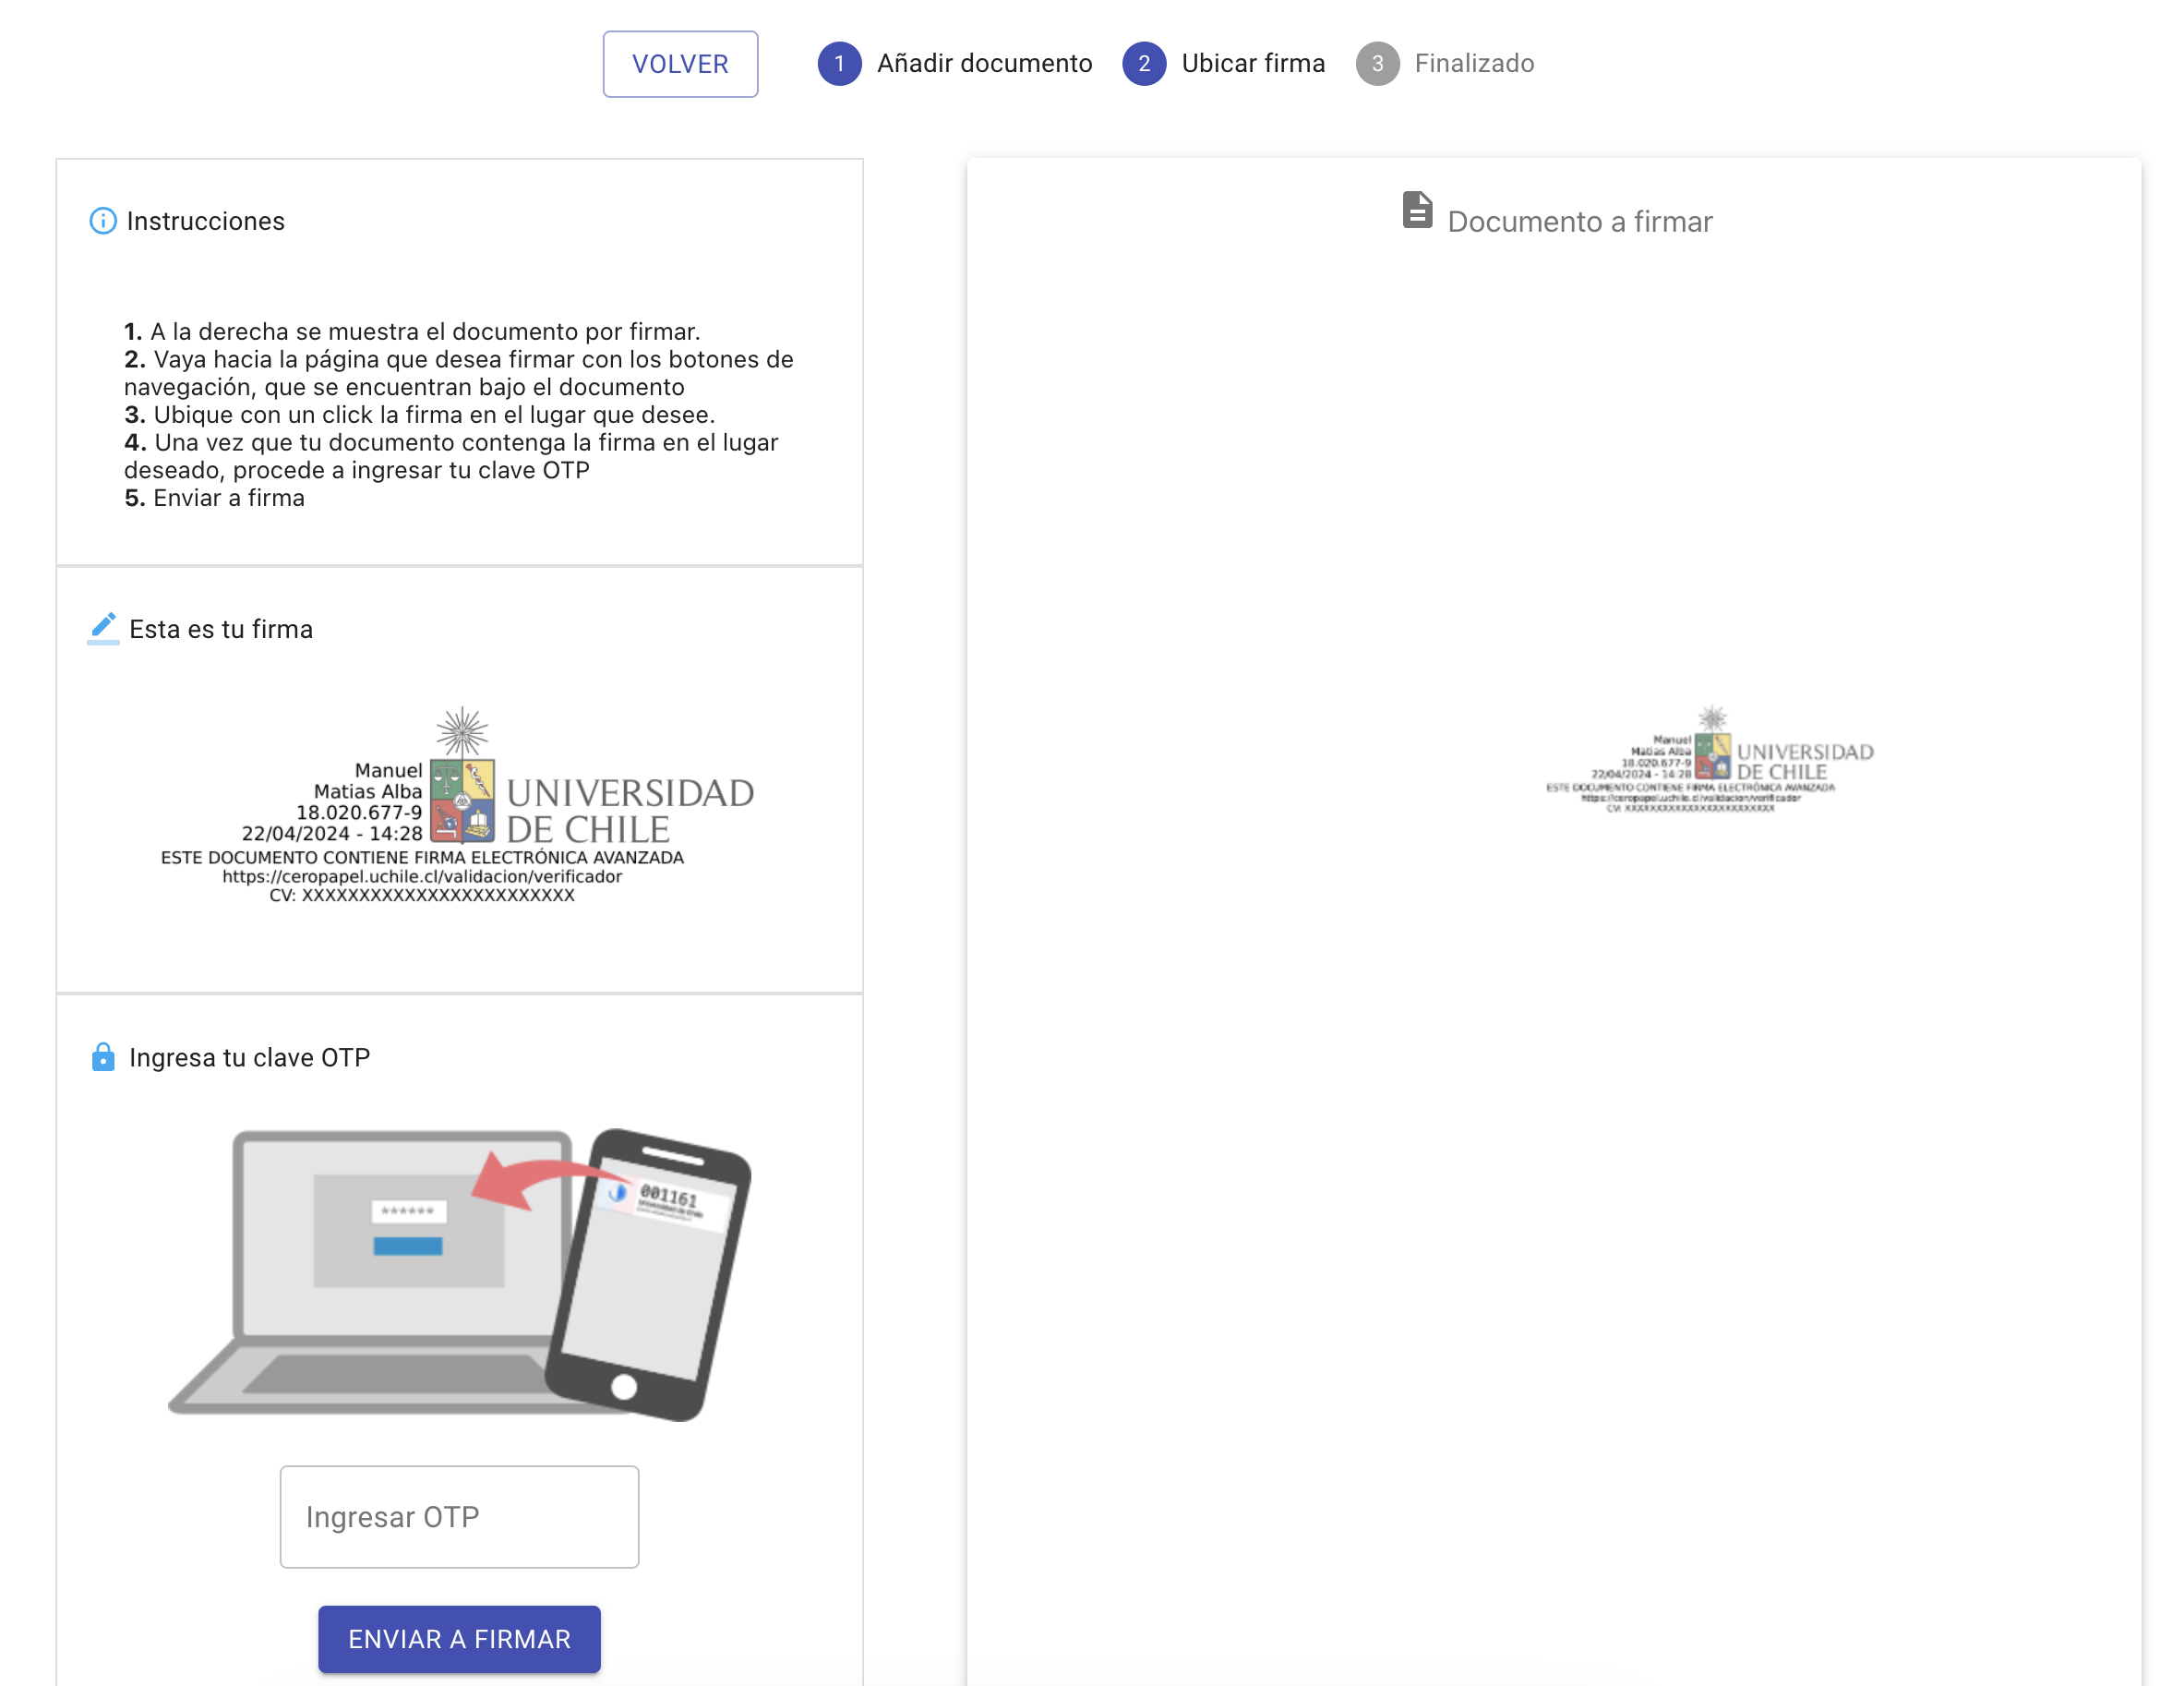 VOLVER
1 Añadir documento
2 Ubicar firma
3 Finalizado
Instrucciones
1. A la derecha se muestra el documento por firmar.
2. Vaya hacia la página que desea firmar con los botones de
navegación, que se encuentran bajo el documento
3. Ubique con un click la firma en el lugar que desee.
4. Una vez que tu documento contenga la firma en el lugar
deseado, procede a ingresar tu clave OTP
5. Enviar a firma
Esta es tu firma
Manuel
Matias Alba
18.020.677-9
22/04/2024 - 14:28
UNIVERSIDAD
DE CHILE
ESTE DOCUMENTO CONTIENE FIRMA ELECTRÓNICA AVANZADA
https://ceropapel.uchile.cl/validacion/verificador
CV: XXXXXXXXXXXXXXXXXXXXXXXX
Ingresa tu clave OTP
******
001161
Ingresar OTP
ENVIAR A FIRMAR
Documento a firmar
Manuel
Matias Alba
18.020.677-9
22/04/2024 - 14:28
UNIVERSIDAD
DE CHILE
ESTE DOCUMENTO CONTIENE FIRMA ELECTRÓNICA AVANZADA
https://ceropapel.uchile.cl/validacion/verificador
CV: XXXXXXXXXXXXXXXXXXXXXXXX